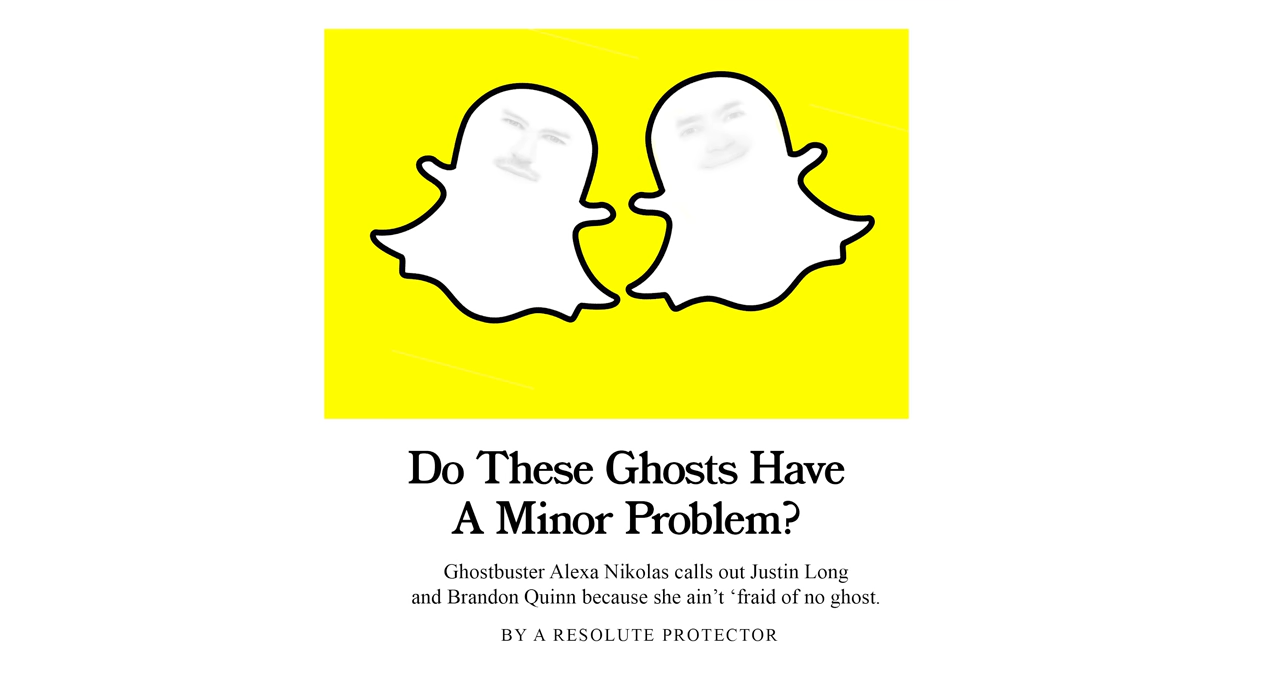 Do These Ghosts Have
A Minor Problem?
Ghostbuster Alexa Nikolas calls out Justin Long
and Brandon Quinn because she ain’t ‘fraid of no ghost.
BY A RESOLUTE PROTECTOR